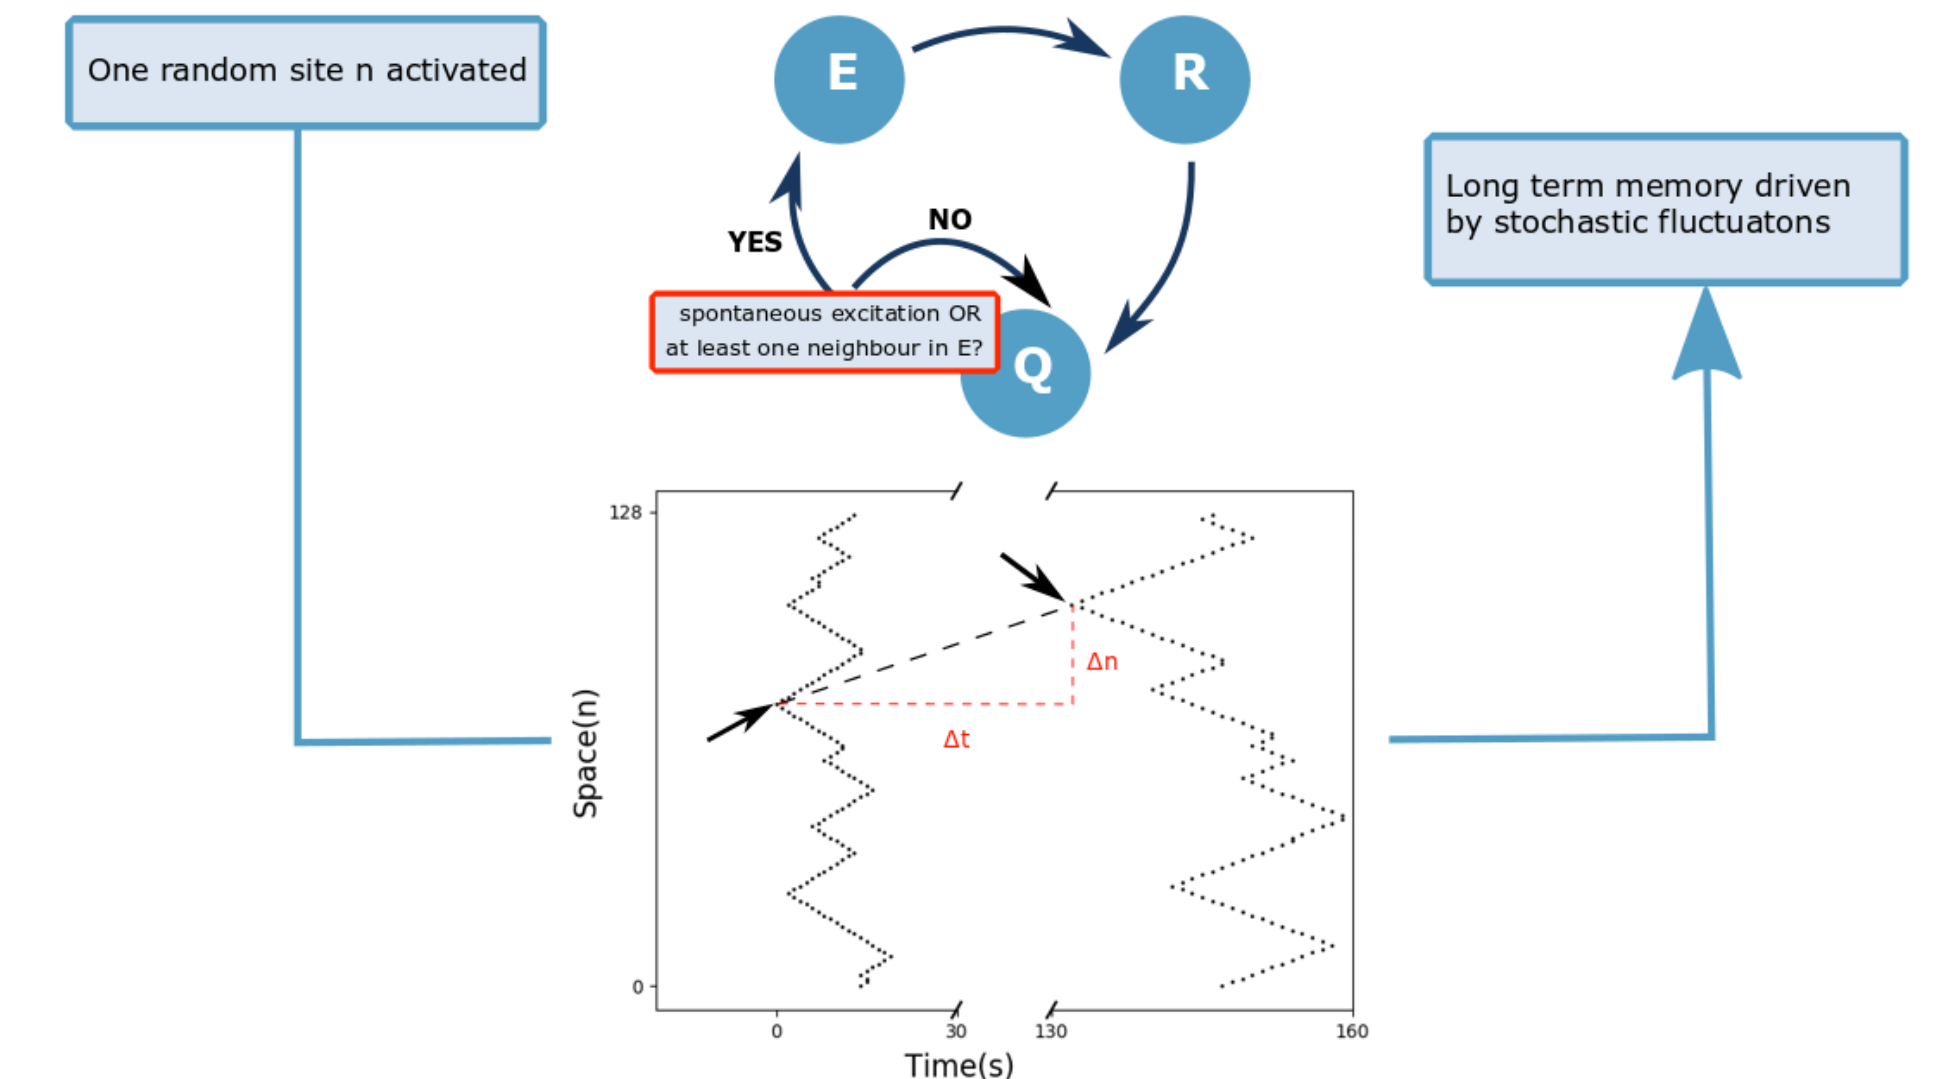 One random site n activated
E
R
YES
NO
spontaneous excitation OR
at least one neighbour in E?
Q
Long term memory driven
by stochastic fluctuatons
128
0
Space(n)
Δn
Δt
0
30
130
160
Time(s)